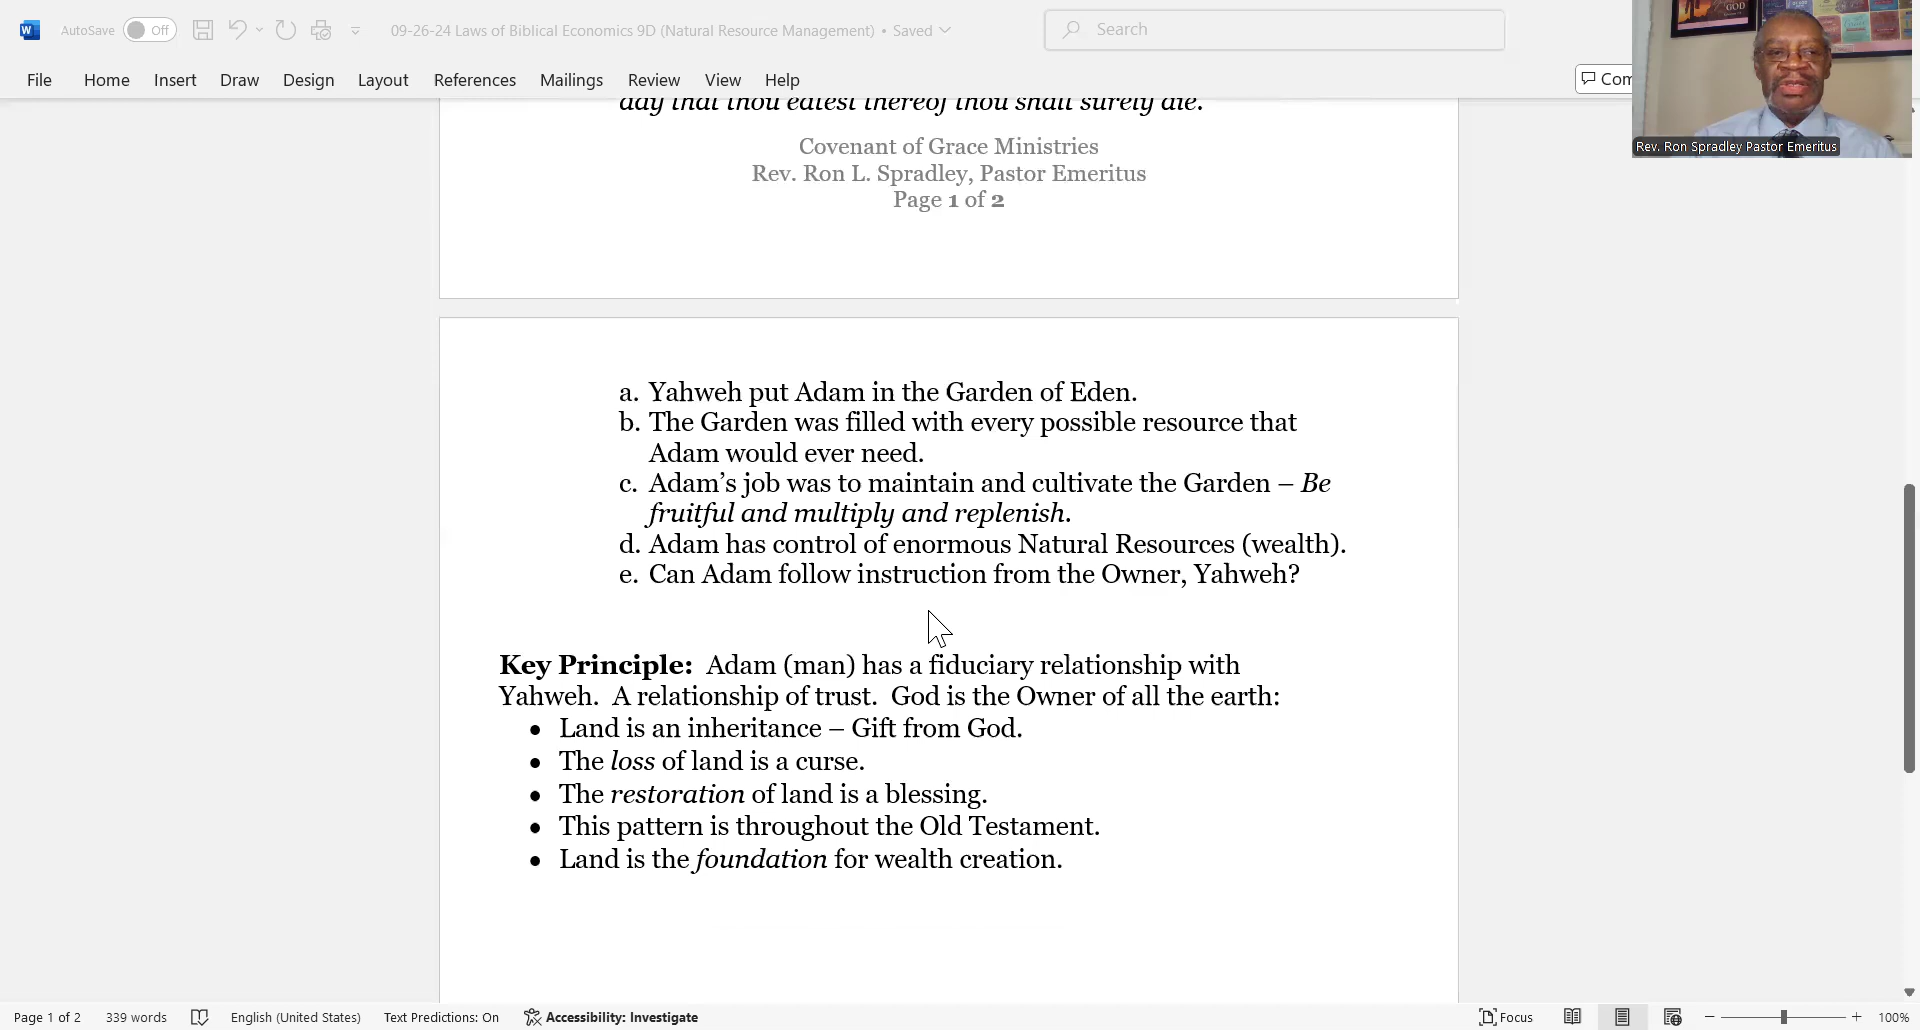 AutoSave Off 09-26-24 Laws of Biblical Economics 9D (Natural Resource Management) • Saved Search
File Home Insert Draw Design Layout References Mailings Review View Help Com
GOD
Rev. Ron Spradley Pastor Emeritus
day that thou eatest thereof thou shalt surely die.
Covenant of Grace Ministries
Rev. Ron L. Spradley, Pastor Emeritus
Page 1 of 2
a. Yahweh put Adam in the Garden of Eden.
b. The Garden was filled with every possible resource that
Adam would ever need.
c. Adam’s job was to maintain and cultivate the Garden – Be
fruitful and multiply and replenish.
d. Adam has control of enormous Natural Resources (wealth).
e. Can Adam follow instruction from the Owner, Yahweh?
Key Principle: Adam (man) has a fiduciary relationship with
Yahweh. A relationship of trust. God is the Owner of all the earth:
• Land is an inheritance – Gift from God.
• The loss of land is a curse.
• The restoration of land is a blessing.
• This pattern is throughout the Old Testament.
• Land is the foundation for wealth creation.
Page 1 of 2 339 words English (United States) Text Predictions: On Accessibility: Investigate Focus 100%